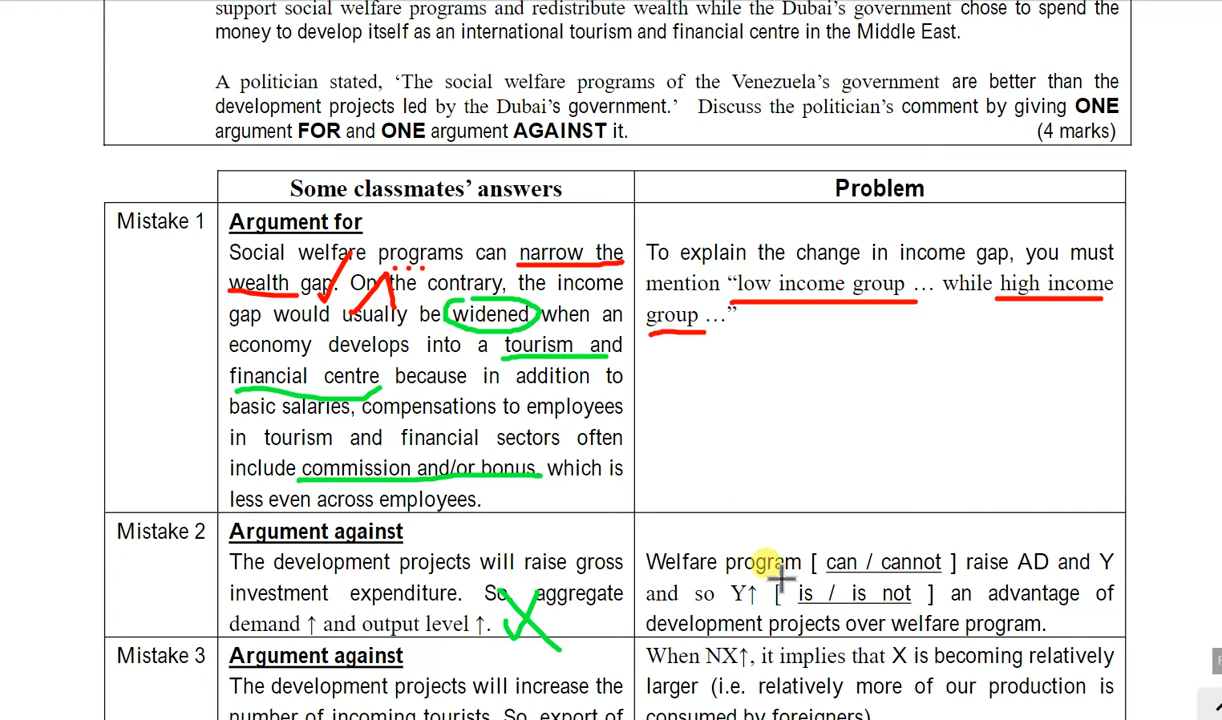 support social welfare programs and redistribute wealth while the Dubai's government chose to spend the
money to develop itself as an international tourism and financial centre in the Middle East.
A politician stated, ‘The social welfare programs of the Venezuela's government are better than the
development projects led by the Dubai's government.’ Discuss the politician's comment by giving ONE
argument FOR and ONE argument AGAINST it. (4 marks)
Some classmates’ answers
Problem
Mistake 1
Argument for
Social welfare programs can narrow the
wealth gap. On the contrary, the income
gap would usually be widened when an
economy develops into a tourism and
financial centre because in addition to
basic salaries, compensations to employees
in tourism and financial sectors often
include commission and/or bonus, which is
less even across employees.
To explain the change in income gap, you must
mention “low income group … while high income
group …”
Mistake 2
Argument against
The development projects will raise gross
investment expenditure. So aggregate
demand ↑ and output level ↑.
Welfare program [ can / cannot ] raise AD and Y
and so Y↑ [ is / is not ] an advantage of
development projects over welfare program.
Mistake 3
Argument against
The development projects will increase the
number of incoming tourists. So, export of
When NX↑, it implies that X is becoming relatively
larger (i.e. relatively more of our production is
consumed by foreigners)